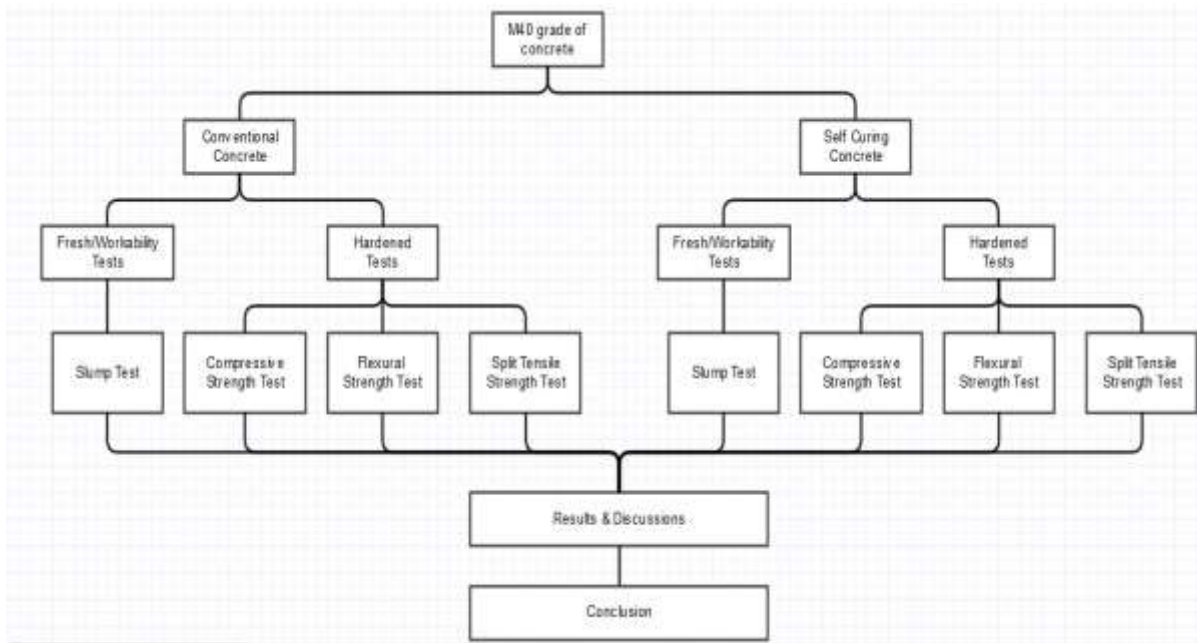 M40 grade of
concrete
Conventional
Concrete
Self Curing
Concrete
Fresh/Workability
Tests
Hardened
Tests
Fresh/Workability
Tests
Hardened
Tests
Slump Test
Compressive
Strength Test
Flexural
Strength Test
Split Tensile
Strength Test
Slump Test
Compressive
Strength Test
Flexural
Strength Test
Split Tensile
Strength Test
Results & Discussions
Conclusion